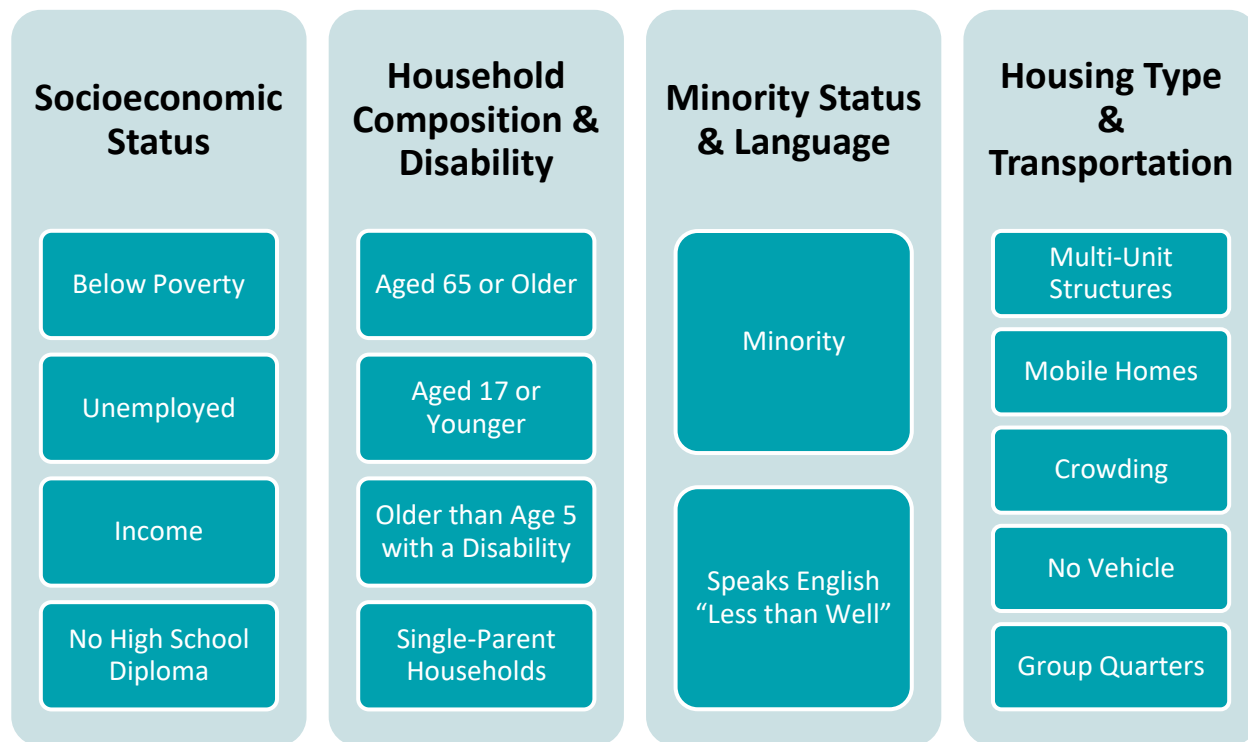 Socioeconomic
Status
Below Poverty
Unemployed
Income
No High School
Diploma
Household
Composition &
Disability
Aged 65 or Older
Aged 17 or
Younger
Older than Age 5
with a Disability
Single-Parent
Households
Minority Status
& Language
Minority
Speaks English
“Less than Well”
Housing Type
&
Transportation
Multi-Unit
Structures
Mobile Homes
Crowding
No Vehicle
Group Quarters